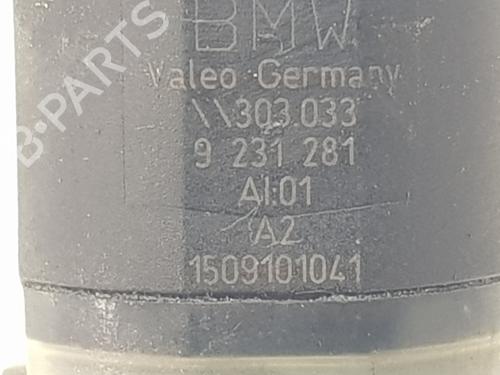 BMW
Valeo Germany
\\303.033
9 231 281
AI:01
A2
1509101041
B-PARTS